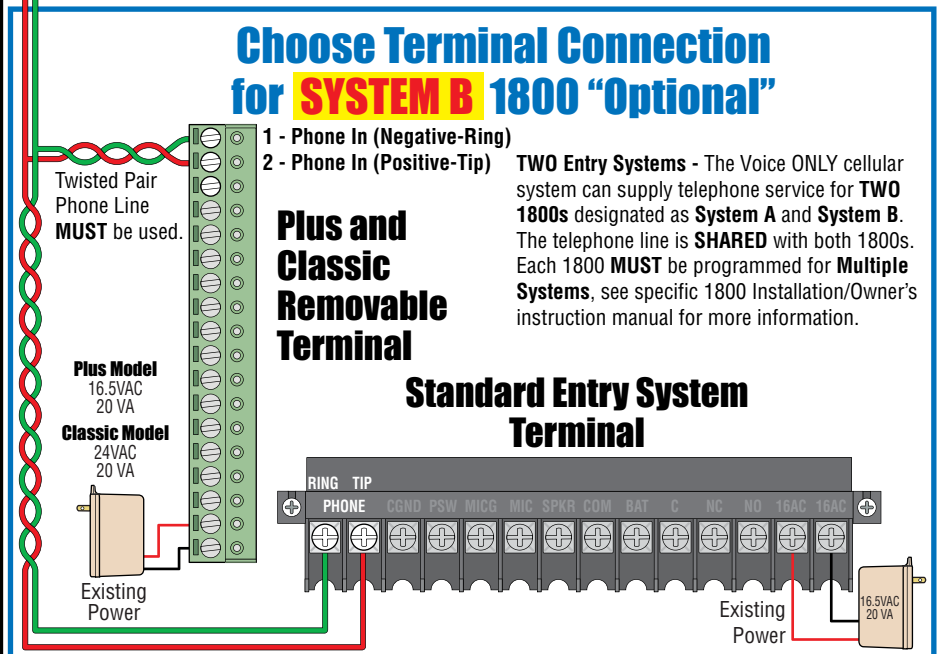 Choose Terminal Connection
for SYSTEM B 1800 “Optional”
1 - Phone In (Negative-Ring)
2 - Phone In (Positive-Tip)
Twisted Pair
Phone Line
MUST be used.
Plus and
Classic
Removable
Terminal
TWO Entry Systems - The Voice ONLY cellular
system can supply telephone service for TWO
1800s designated as System A and System B.
The telephone line is SHARED with both 1800s.
Each 1800 MUST be programmed for Multiple
Systems, see specific 1800 Installation/Owner’s
instruction manual for more information.
Plus Model
16.5VAC
20 VA
Classic Model
24VAC
20 VA
Existing
Power
Standard Entry System
Terminal
RING TIP
PHONE CGND PSW MICG MIC SPKR COM BAT C NC NO 16AC 16AC
Existing
Power
16.5VAC
20 VA